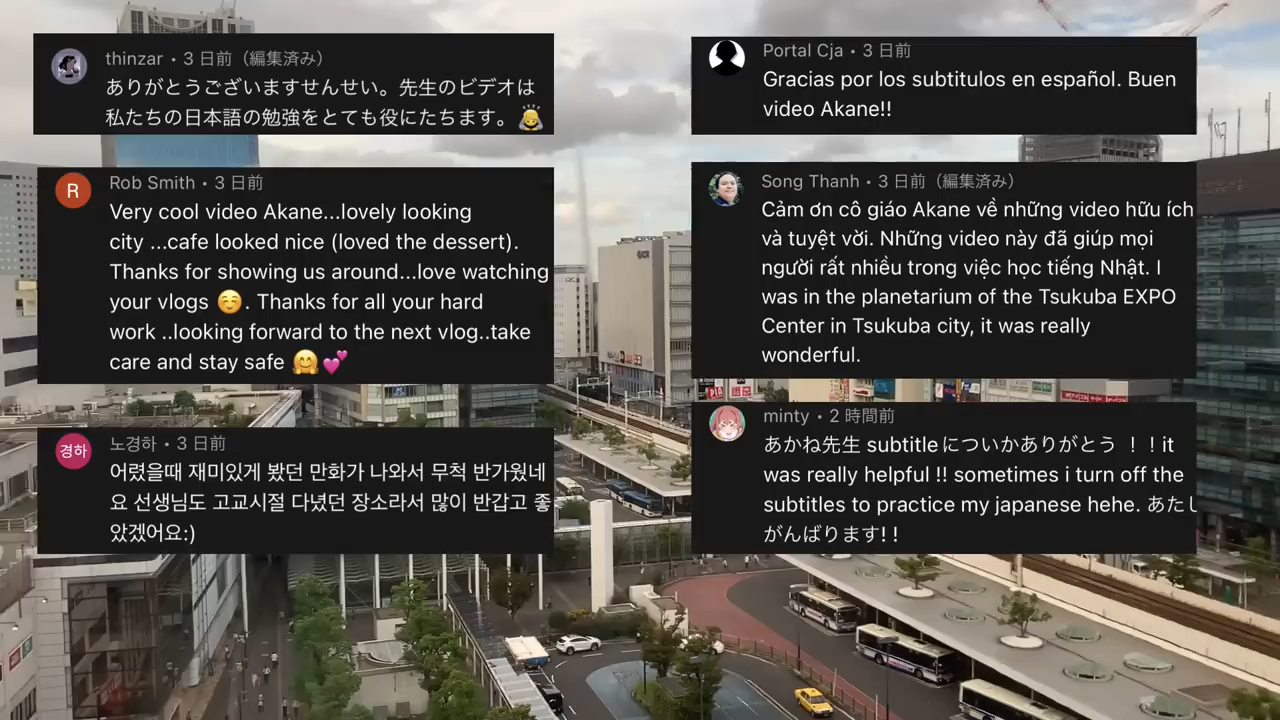 thinzar • 3 日前（編集済み）
ありがとうございますせんせい。先生のビデオは
私たちの日本語の勉強をとても役にたちます。🙇
R
Rob Smith • 3 日前
Very cool video Akane...lovely looking
city ...cafe looked nice (loved the dessert).
Thanks for showing us around...love watching
your vlogs ☺️. Thanks for all your hard
work ..looking forward to the next vlog..take
care and stay safe 🤗💕
경하
노경하 • 3 日前
어렸을때 재미있게 봤던 만화가 나와서 무척 반가웠네
요 선생님도 고교시절 다녔던 장소라서 많이 반갑고 좋
았겠어요:)
Portal Cja • 3 日前
Gracias por los subtitulos en español. Buen
video Akane!!
Song Thanh • 3 日前（編集済み）
Cảm ơn cô giáo Akane về những video hữu ích
và tuyệt vời. Những video này đã giúp mọi
người rất nhiều trong việc học tiếng Nhật. I
was in the planetarium of the Tsukuba EXPO
Center in Tsukuba city, it was really
wonderful.
minty • 2 時間前
あかね先生 subtitleについかありがとう ！！it
was really helpful !! sometimes i turn off the
subtitles to practice my japanese hehe. あたし
がんばります! !